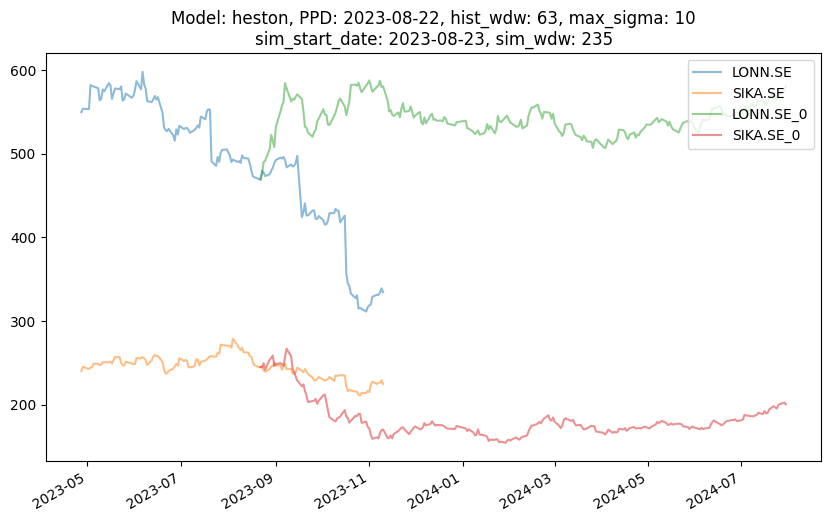 Model: heston, PPD: 2023-08-22, hist_wdw: 63, max_sigma: 10
sim_start_date: 2023-08-23, sim_wdw: 235
LONN.SE
SIKA.SE
LONN.SE_0
SIKA.SE_0
600
500
400
300
200
2023-05
2023-07
2023-09
2023-11
2024-01
2024-03
2024-05
2024-07